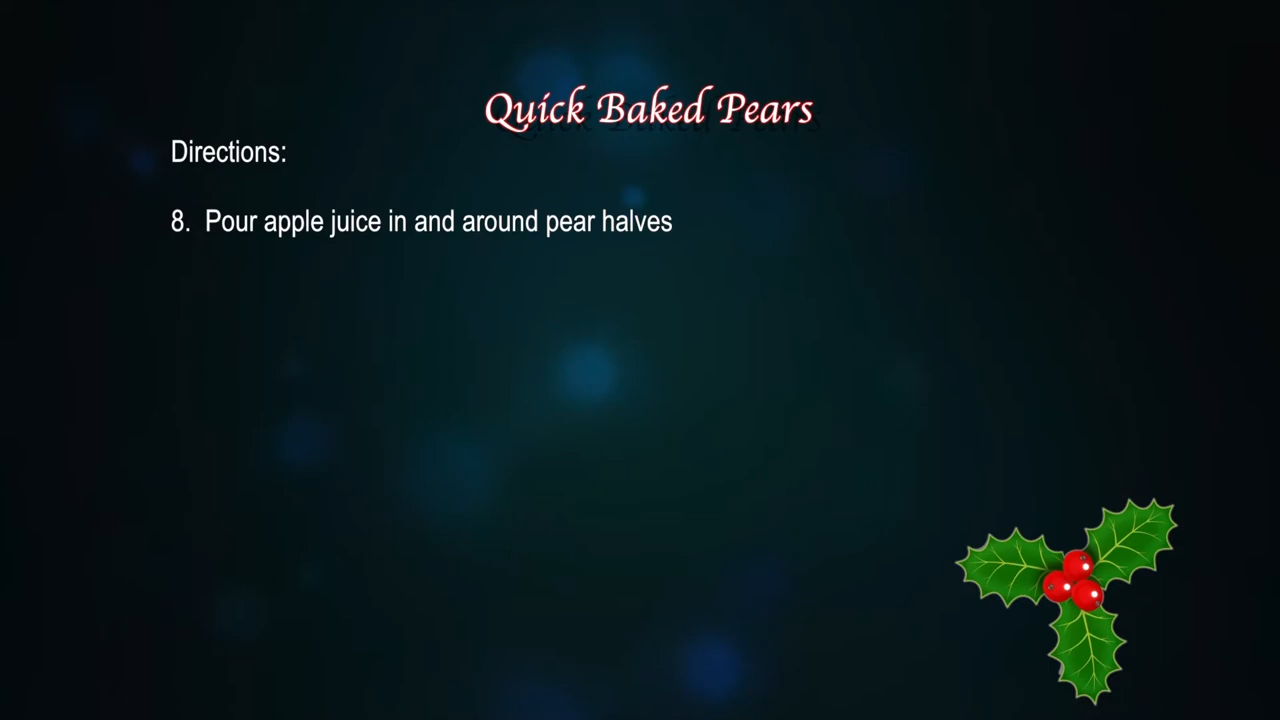 Quick Baked Pears
Directions:
8. Pour apple juice in and around pear halves